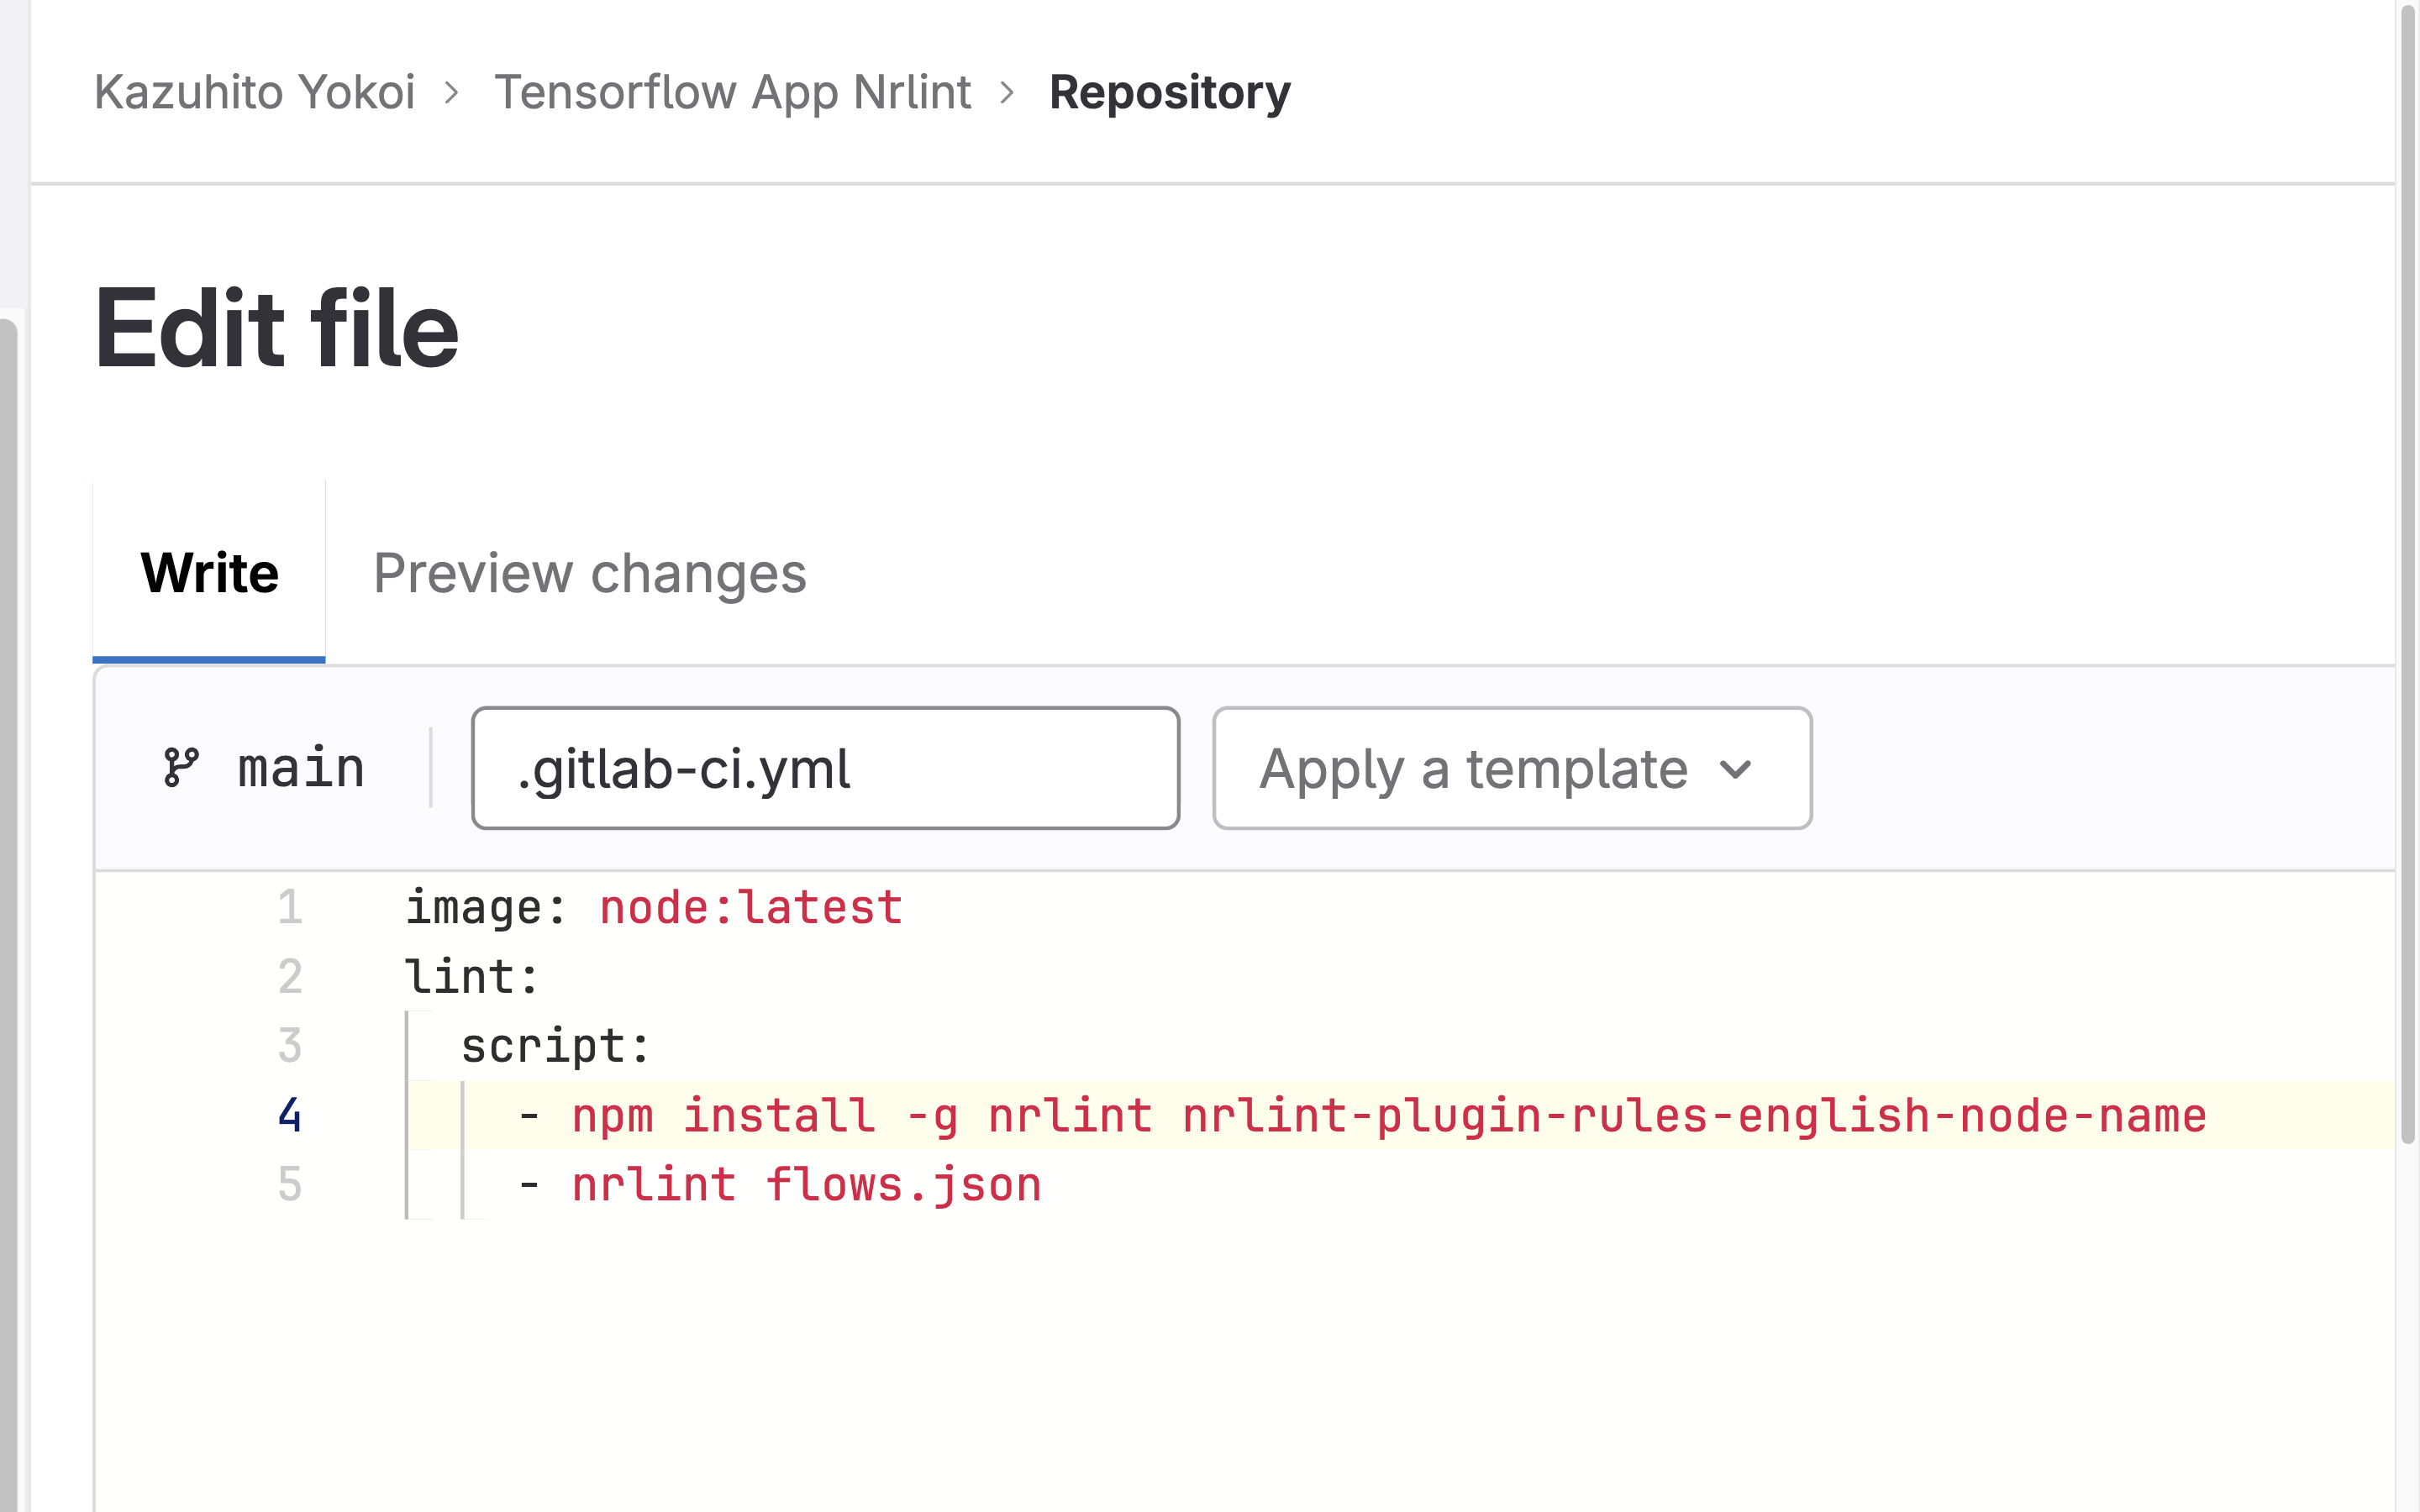 Kazuhito Yokoi > Tensorflow App Nrlint > Repository
Edit file
Write Preview changes
main .gitlab-ci.yml Apply a template
1 image: node:latest
2 lint:
3 script:
4 - npm install -g nrlint nrlint-plugin-rules-english-node-name
5 - nrlint flows.json